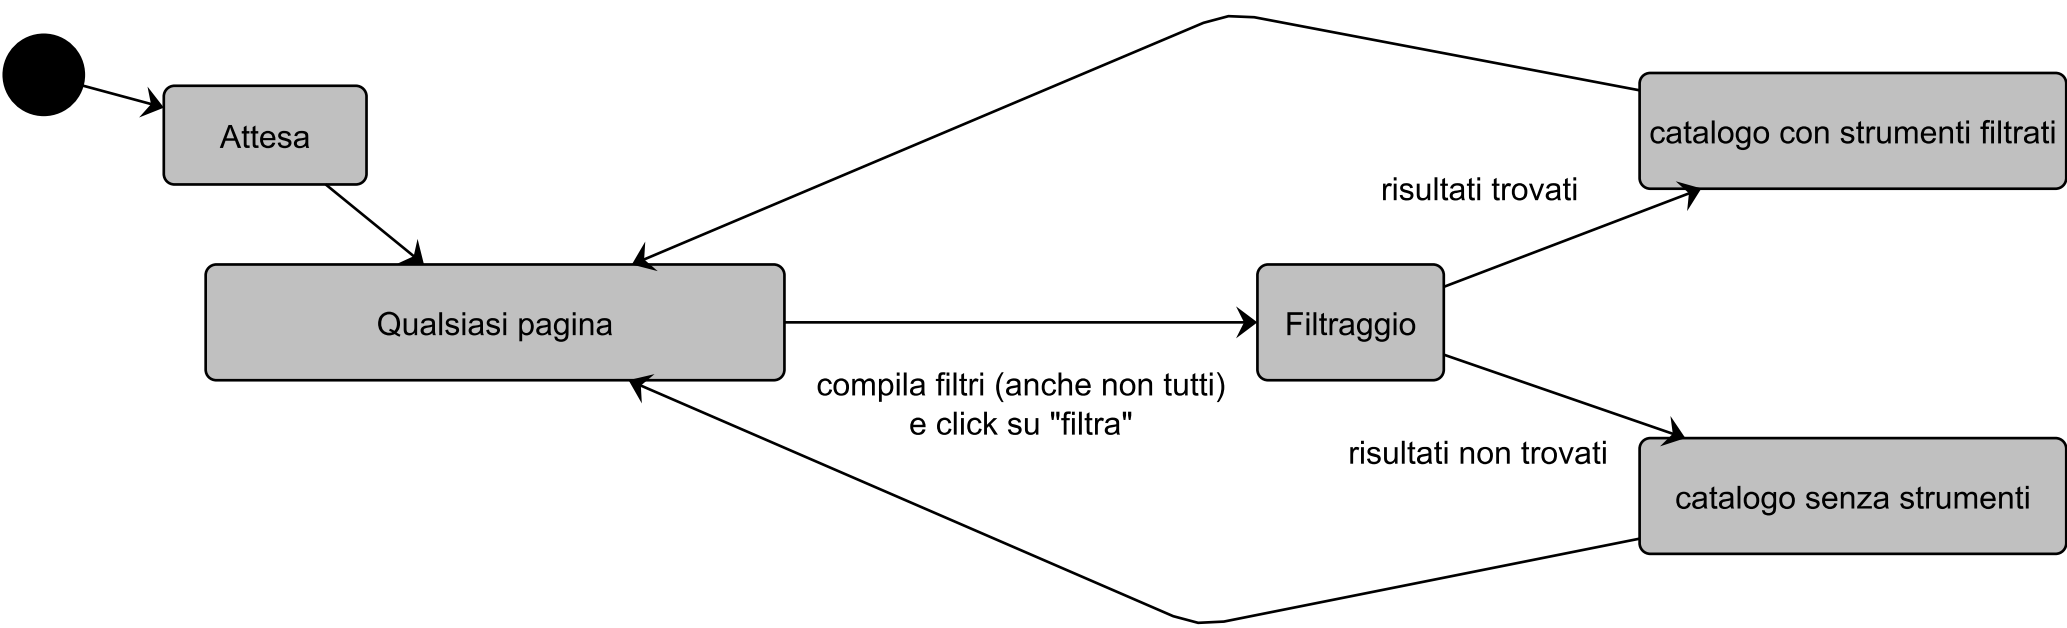 Attesa
catalogo con strumenti filtrati
risultati trovati
Qualsiasi pagina
Filtraggio
compila filtri (anche non tutti)
e click su "filtra"
risultati non trovati
catalogo senza strumenti